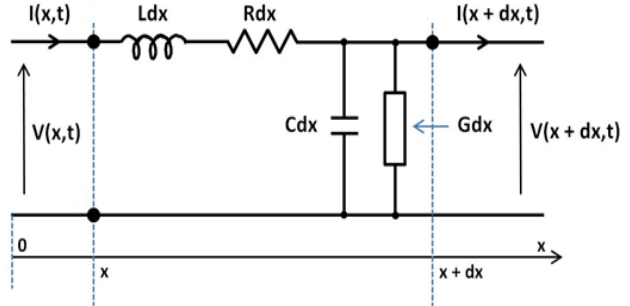 I(x,t) Ldx Rdx I(x + dx,t)
V(x,t) Cdx Gdx V(x + dx,t)
0 x
x x + dx